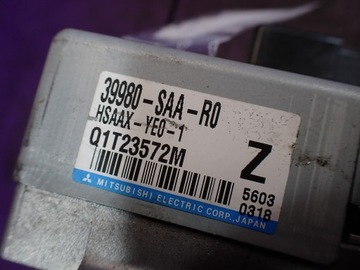 39980-SAA-R0
HSAAX-YE0-1
Q1T23572M
Z
5603
0318
MITSUBISHI ELECTRIC CORP., JAPAN